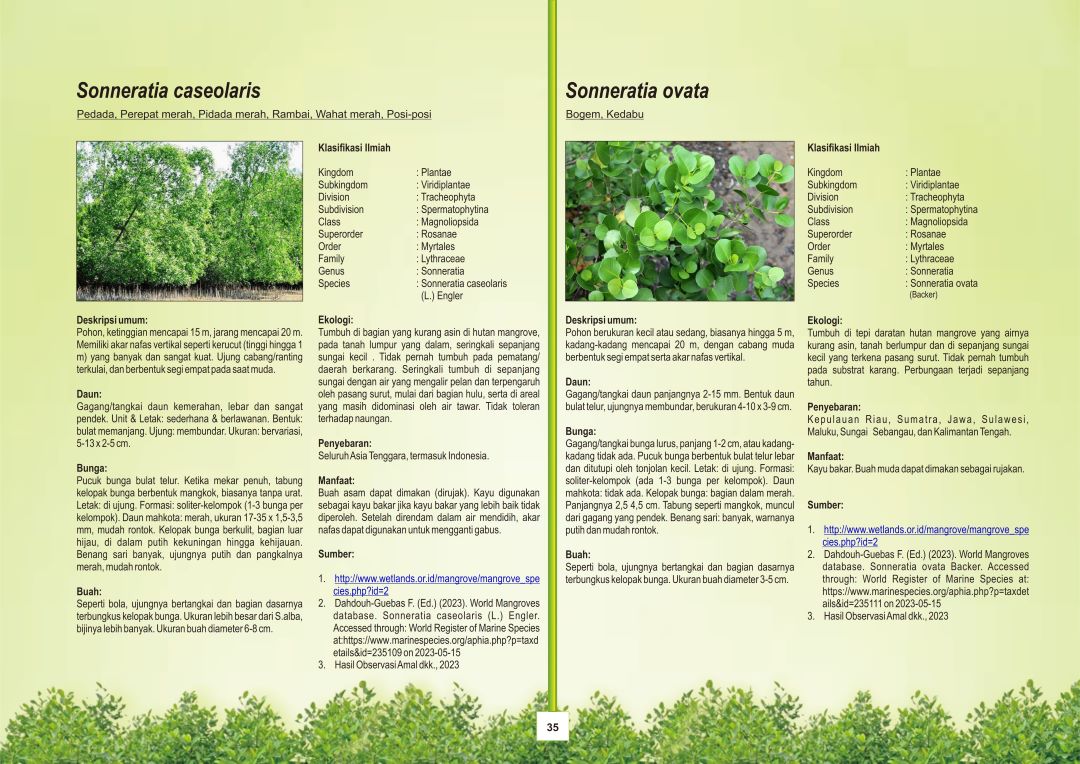 Sonneratia caseolaris
Pedada, Perepat merah, Pidada merah, Rambai, Wahat merah, Posi-posi
Klasifikasi Ilmiah
Kingdom : Plantae
Subkingdom : Viridiplantae
Division : Tracheophyta
Subdivision : Spermatophytina
Class : Magnoliopsida
Superorder : Rosanae
Order : Myrtales
Family : Lythraceae
Genus : Sonneratia
Species : Sonneratia caseolaris
(L.) Engler
Deskripsi umum:
Pohon, ketinggian mencapai 15 m, jarang mencapai 20 m.
Memiliki akar nafas vertikal seperti kerucut (tinggi hingga 1
m) yang banyak dan sangat kuat. Ujung cabang/ranting
terkulai, dan berbentuk segi empat pada saat muda.
Daun:
Gagang/tangkai daun kemerahan, lebar dan sangat
pendek. Unit & Letak: sederhana & berlawanan. Bentuk:
bulat memanjang. Ujung: membundar. Ukuran: bervariasi,
5-13 x 2-5 cm.
Bunga:
Pucuk bunga bulat telur. Ketika mekar penuh, tabung
kelopak bunga berbentuk mangkok, biasanya tanpa urat.
Letak: di ujung. Formasi: soliter-kelompok (1-3 bunga per
kelompok). Daun mahkota: merah, ukuran 17-35 x 1,5-3,5
mm, mudah rontok. Kelopak bunga berkulit, bagian luar
hijau, di dalam putih kekuningan hingga kehijauan.
Benang sari banyak, ujungnya putih dan pangkalnya
merah, mudah rontok.
Buah:
Seperti bola, ujungnya bertangkai dan bagian dasarnya
terbungkus kelopak bunga. Ukuran lebih besar dari S.alba,
bijinya lebih banyak. Ukuran buah diameter 6-8 cm.
Ekologi:
Tumbuh di bagian yang kurang asin di hutan mangrove,
pada tanah lumpur yang dalam, seringkali sepanjang
sungai kecil . Tidak pernah tumbuh pada pematang/
daerah berkarang. Seringkali tumbuh di sepanjang
sungai dengan air yang mengalir pelan dan terpengaruh
oleh pasang surut, mulai dari bagian hulu, serta di areal
yang masih didominasi oleh air tawar. Tidak toleran
terhadap naungan.
Penyebaran:
Seluruh Asia Tenggara, termasuk Indonesia.
Manfaat:
Buah asam dapat dimakan (dirujak). Kayu digunakan
sebagai kayu bakar jika kayu bakar yang lebih baik tidak
diperoleh. Setelah direndam dalam air mendidih, akar
nafas dapat digunakan untuk mengganti gabus.
Sumber:
1. http://www.wetlands.or.id/mangrove/mangrove_spe
cies.php?id=2
2. Dahdouh-Guebas F. (Ed.) (2023). World Mangroves
database. Sonneratia caseolaris (L.) Engler.
Accessed through: World Register of Marine Species
at:https://www.marinespecies.org/aphia.php?p=taxd
etails&id=235109 on 2023-05-15
3. Hasil Observasi Amal dkk., 2023
Sonneratia ovata
Bogem, Kedabu
Klasifikasi Ilmiah
Kingdom : Plantae
Subkingdom : Viridiplantae
Division : Tracheophyta
Subdivision : Spermatophytina
Class : Magnoliopsida
Superorder : Rosanae
Order : Myrtales
Family : Lythraceae
Genus : Sonneratia
Species : Sonneratia ovata
(Backer)
Deskripsi umum:
Pohon berukuran kecil atau sedang, biasanya hingga 5 m,
kadang-kadang mencapai 20 m, dengan cabang muda
berbentuk segi empat serta akar nafas vertikal.
Daun:
Gagang/tangkai daun panjangnya 2-15 mm. Bentuk daun
bulat telur, ujungnya membundar, berukuran 4-10 x 3-9 cm.
Bunga:
Gagang/tangkai bunga lurus, panjang 1-2 cm, atau kadang-
kadang tidak ada. Pucuk bunga berbentuk bulat telur lebar
dan ditutupi oleh tonjolan kecil. Letak: di ujung. Formasi:
soliter-kelompok (ada 1-3 bunga per kelompok). Daun
mahkota: tidak ada. Kelopak bunga: bagian dalam merah.
Panjangnya 2,5 4,5 cm. Tabung seperti mangkok, muncul
dari gagang yang pendek. Benang sari: banyak, warnanya
putih dan mudah rontok.
Buah:
Seperti bola, ujungnya bertangkai dan bagian dasarnya
terbungkus kelopak bunga. Ukuran buah diameter 3-5 cm.
Ekologi:
Tumbuh di tepi daratan hutan mangrove yang airnya
kurang asin, tanah berlumpur dan di sepanjang sungai
kecil yang terkena pasang surut. Tidak pernah tumbuh
pada substrat karang. Perbungaan terjadi sepanjang
tahun.
Penyebaran:
Kepulauan Riau, Sumatra, Jawa, Sulawesi,
Maluku, Sungai Sebangau, dan Kalimantan Tengah.
Manfaat:
Kayu bakar. Buah muda dapat dimakan sebagai rujakan.
Sumber:
1. http://www.wetlands.or.id/mangrove/mangrove_spe
cies.php?id=2
2. Dahdouh-Guebas F. (Ed.) (2023). World Mangroves
database. Sonneratia ovata Backer. Accessed
through: World Register of Marine Species at:
https://www.marinespecies.org/aphia.php?p=taxdet
ails&id=235111 on 2023-05-15
3. Hasil Observasi Amal dkk., 2023
35